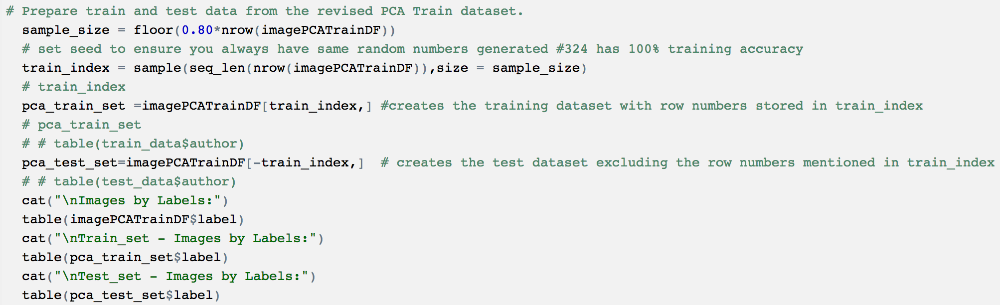 # Prepare train and test data from the revised PCA Train dataset.
sample_size = floor(0.80*nrow(imagePCATrainDF))
# set seed to ensure you always have same random numbers generated #324 has 100% training accuracy
train_index = sample(seq_len(nrow(imagePCATrainDF)),size = sample_size)
# train_index
pca_train_set =imagePCATrainDF[train_index,] #creates the training dataset with row numbers stored in train_index
# pca_train_set
# # table(train_data$author)
pca_test_set=imagePCATrainDF[-train_index,]  # creates the test dataset excluding the row numbers mentioned in train_index
# # table(test_data$author)
cat("\nImages by Labels:")
table(imagePCATrainDF$label)
cat("\nTrain_set - Images by Labels:")
table(pca_train_set$label)
cat("\nTest_set - Images by Labels:")
table(pca_test_set$label)